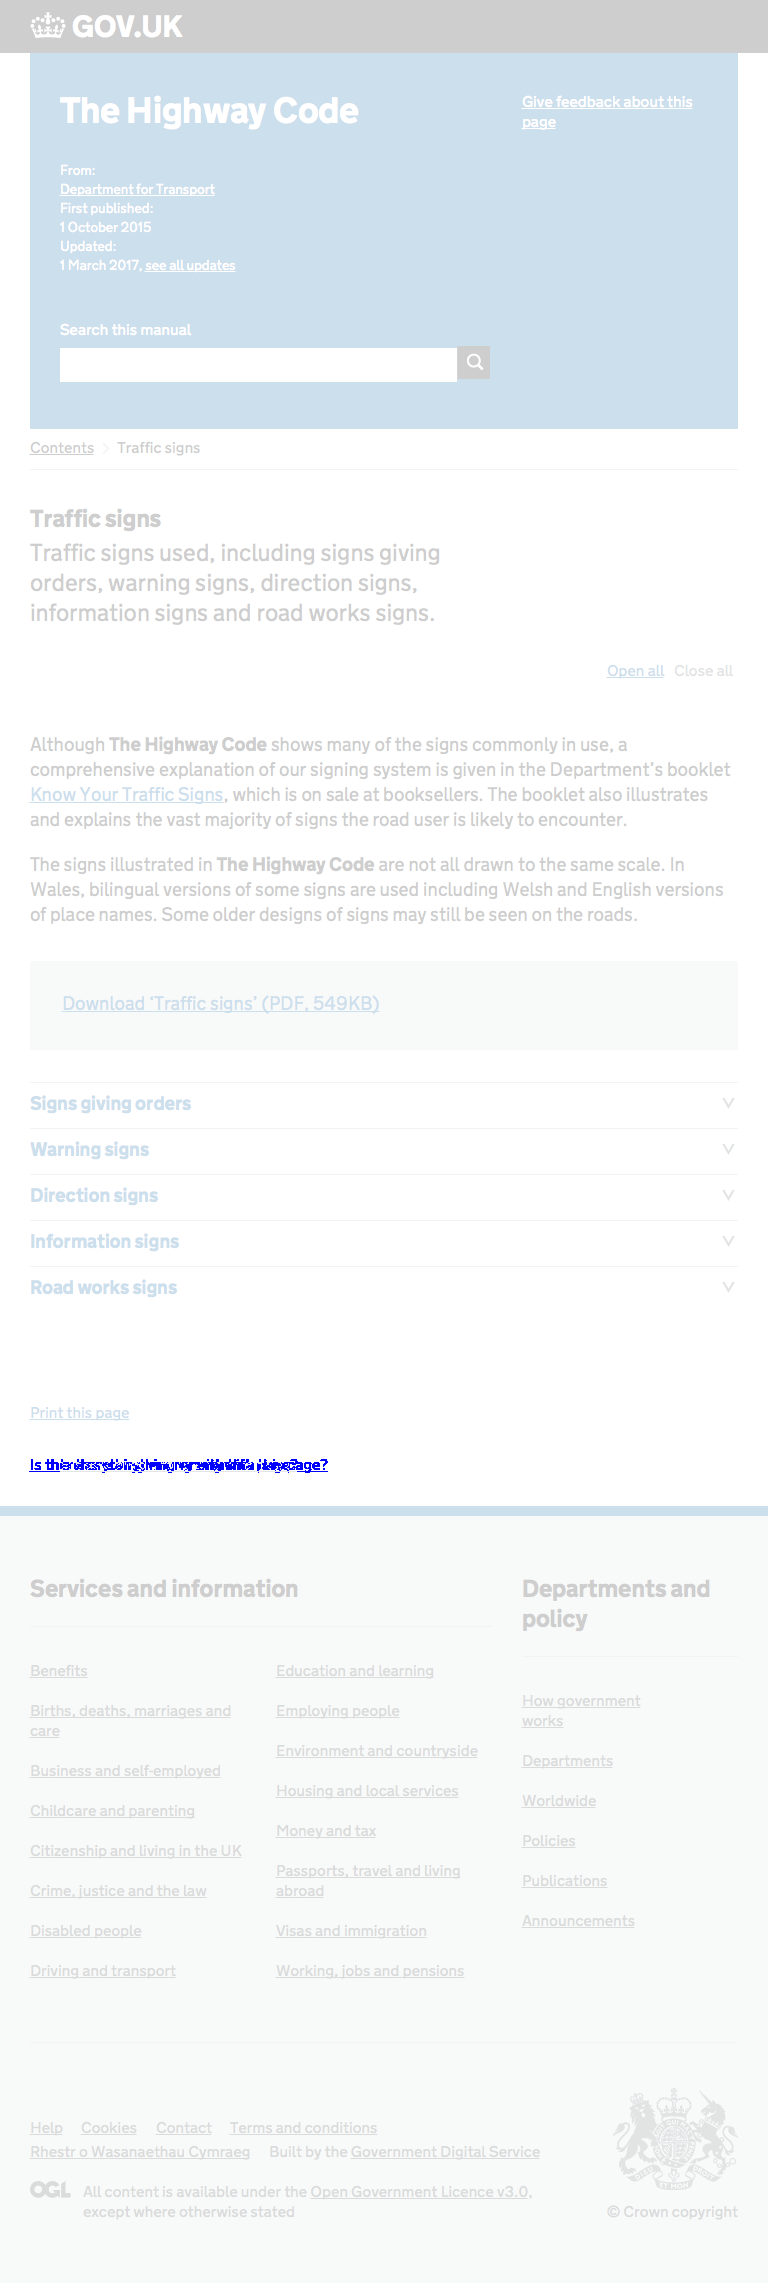 GOV.UK
The Highway Code
Give feedback about this
page
From:
Department for Transport
First published:
1 October 2015
Updated:
1 March 2017, see all updates
Search this manual
Contents
Traffic signs
Traffic signs
Traffic signs used, including signs giving
orders, warning signs, direction signs,
information signs and road works signs.
Open all Close all
Although The Highway Code shows many of the signs commonly in use, a
comprehensive explanation of our signing system is given in the Department's booklet
Know Your Traffic Signs, which is on sale at booksellers. The booklet also illustrates
and explains the vast majority of signs the road user is likely to encounter.
The signs illustrated in The Highway Code are not all drawn to the same scale. In
Wales, bilingual versions of some signs are used including Welsh and English versions
of place names. Some older designs of signs may still be seen on the roads.
Download ‘Traffic signs’ (PDF, 549KB)
Signs giving orders
Warning signs
Direction signs
Information signs
Road works signs
Print this page
Is
Services and information
Departments and
policy
Benefits
Births, deaths, marriages and
care
Business and self-employed
Childcare and parenting
Citizenship and living in the UK
Crime, justice and the law
Disabled people
Driving and transport
Education and learning
Employing people
Environment and countryside
Housing and local services
Money and tax
Passports, travel and living
abroad
Visas and immigration
Working, jobs and pensions
How government
works
Departments
Worldwide
Policies
Publications
Announcements
Help Cookies Contact Terms and conditions
Rhestr o Wasanaethau Cymraeg Built by the Government Digital Service
OGL
All content is available under the Open Government Licence v3.0,
except where otherwise stated
© Crown copyright